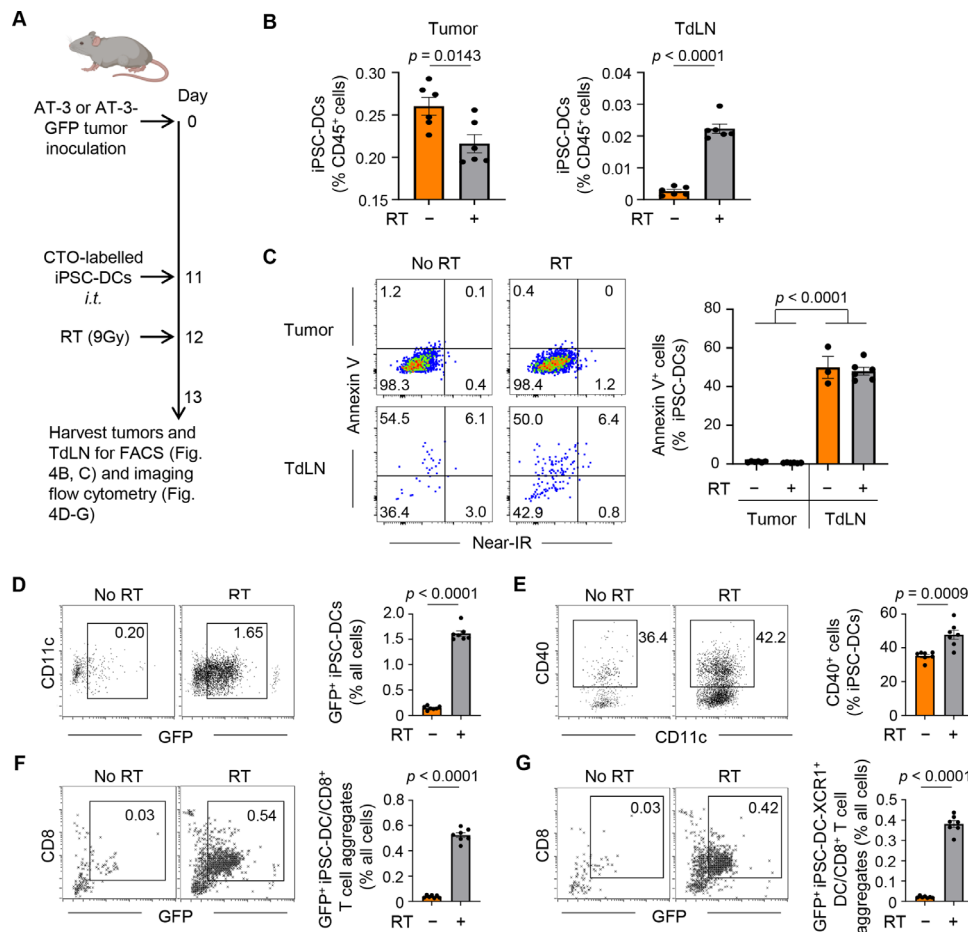 A
Day
AT-3 or AT-3-
GFP tumor
inoculation
0
CTO-labelled
iPSC-DCs
i.t.
11
RT (9Gy)
12
13
Harvest tumors and
TdLN for FACS (Fig.
4B, C) and imaging
flow cytometry (Fig.
4D-G)
B
Tumor
p = 0.0143
iPSC-DCs
(% CD45⁺ cells)
0.30
0.25
0.20
0.15
RT − +
TdLN
p < 0.0001
iPSC-DCs
(% CD45⁺ cells)
0.04
0.03
0.02
0.01
0
RT − +
C
No RT RT
Tumor
1.2 0.1
98.3 0.4
0.4 0
98.4 1.2
Annexin V
TdLN
54.5 6.1
36.4 3.0
50.0 6.4
42.9 0.8
Near-IR
p < 0.0001
Annexin V⁺ cells
(% iPSC-DCs)
80
60
40
20
0
RT − + − +
Tumor TdLN
D
No RT RT
0.20
1.65
CD11c
GFP
p < 0.0001
GFP⁺ iPSC-DCs
(% all cells)
2.0
1.5
1.0
0.5
0
RT − +
E
No RT RT
36.4
42.2
CD40
CD11c
p = 0.0009
CD40⁺ cells
(% iPSC-DCs)
80
60
40
20
0
RT − +
F
No RT RT
0.03
0.54
CD8
GFP
p < 0.0001
GFP⁺ iPSC-DC/CD8⁺
T cell aggregates
(% all cells)
0.8
0.6
0.4
0.2
0
RT − +
G
No RT RT
0.03
0.42
CD8
GFP
p < 0.0001
GFP⁺ iPSC-DC-XCR1⁺
DC/CD8⁺ T cell
aggregates (% all cells)
0.5
0.4
0.3
0.2
0.1
0
RT − +